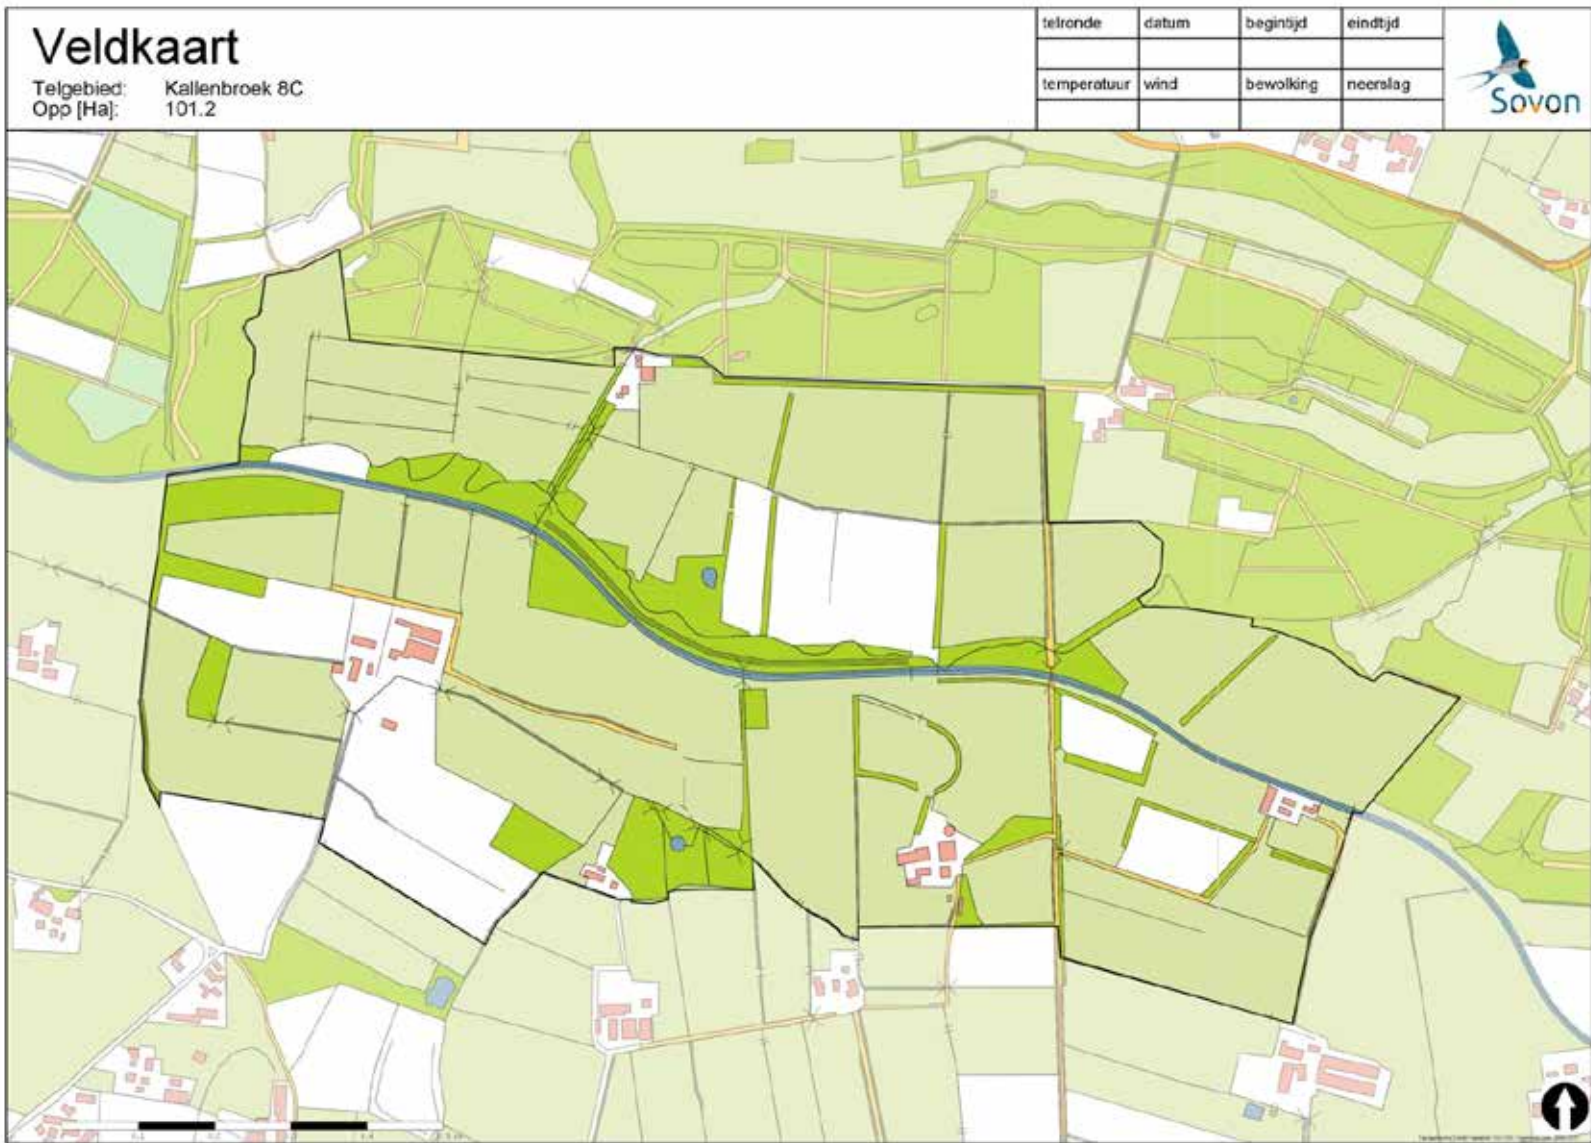 Veldkaart
Telgebied: Kallenbroek 8C
Opp [Ha]: 101.2
telronde datum begintijd eindtijd
temperatuur wind bewolking neerslag
Sovon